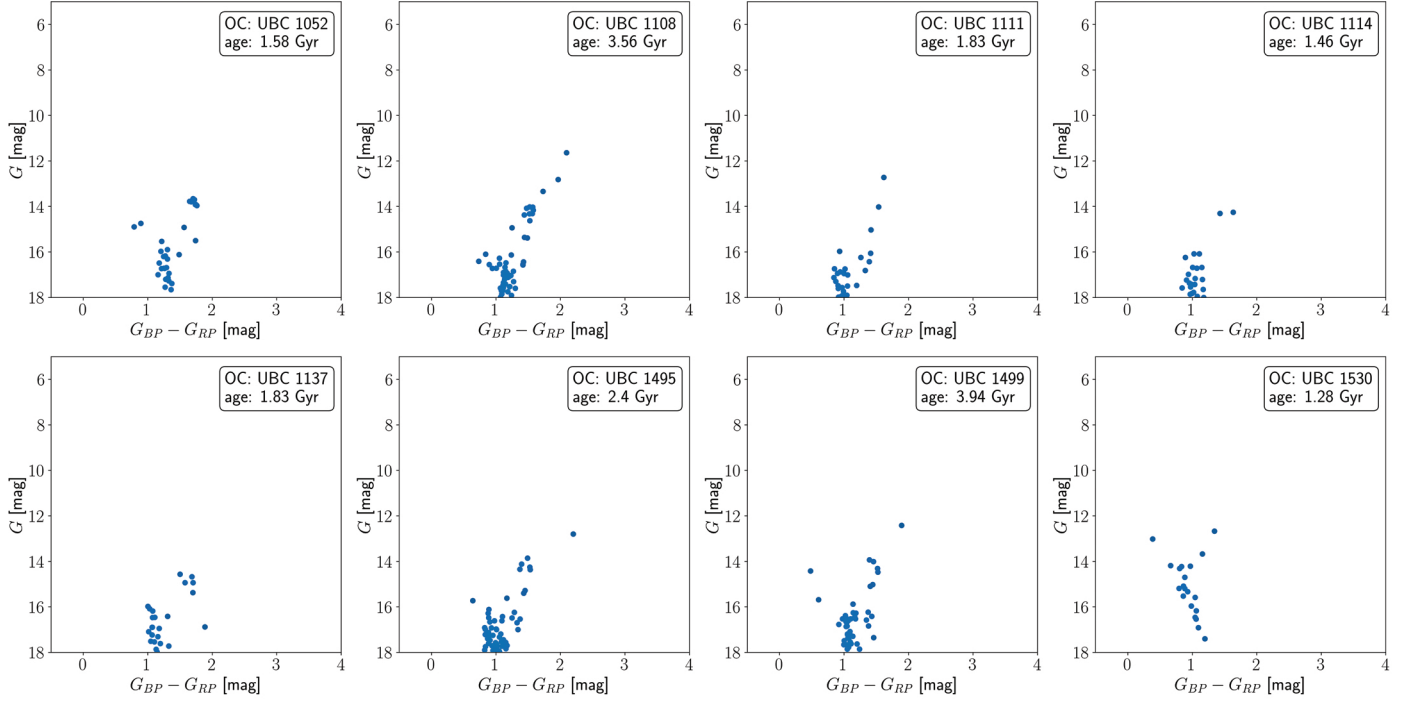 OC: UBC 1052
age: 1.58 Gyr
6
8
10
12
14
16
18
G [mag]
0 1 2 3 4
G_BP − G_RP [mag]
OC: UBC 1108
age: 3.56 Gyr
6
8
10
12
14
16
18
G [mag]
0 1 2 3 4
G_BP − G_RP [mag]
OC: UBC 1111
age: 1.83 Gyr
6
8
10
12
14
16
18
G [mag]
0 1 2 3 4
G_BP − G_RP [mag]
OC: UBC 1114
age: 1.46 Gyr
6
8
10
12
14
16
18
G [mag]
0 1 2 3 4
G_BP − G_RP [mag]
OC: UBC 1137
age: 1.83 Gyr
6
8
10
12
14
16
18
G [mag]
0 1 2 3 4
G_BP − G_RP [mag]
OC: UBC 1495
age: 2.4 Gyr
6
8
10
12
14
16
18
G [mag]
0 1 2 3 4
G_BP − G_RP [mag]
OC: UBC 1499
age: 3.94 Gyr
6
8
10
12
14
16
18
G [mag]
0 1 2 3 4
G_BP − G_RP [mag]
OC: UBC 1530
age: 1.28 Gyr
6
8
10
12
14
16
18
G [mag]
0 1 2 3 4
G_BP − G_RP [mag]